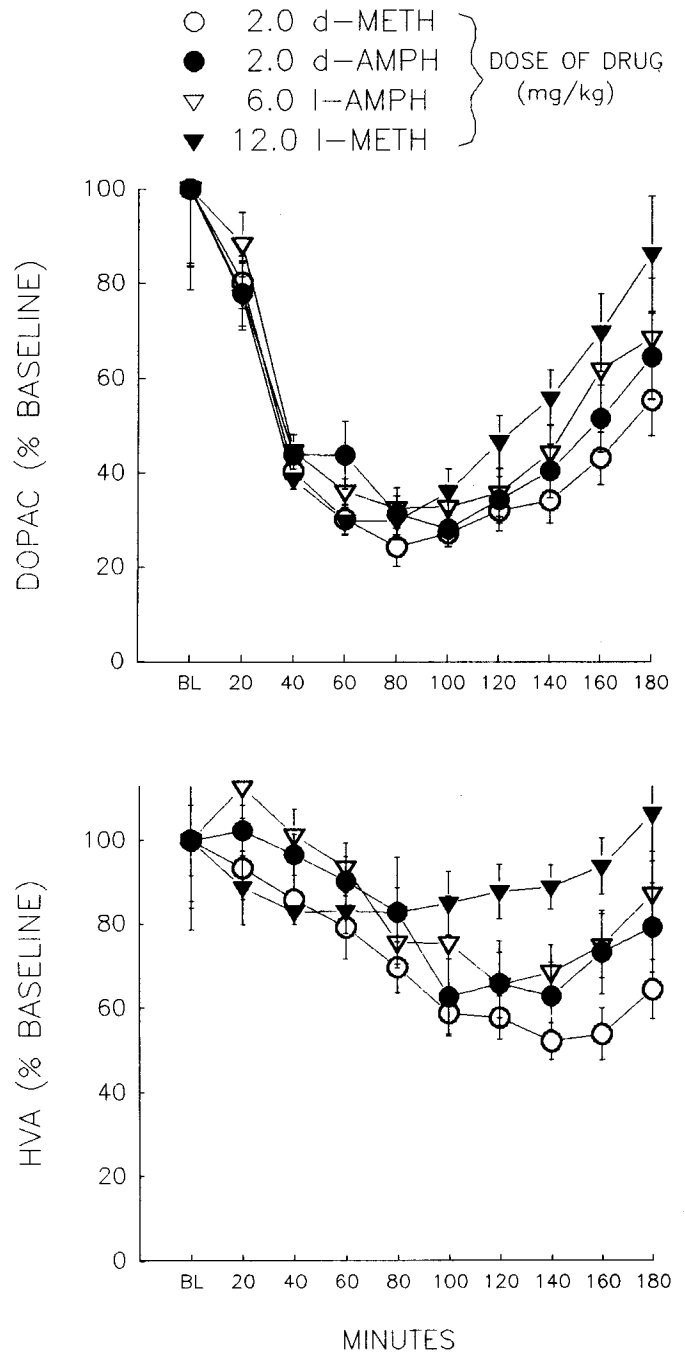 2.0 d-METH
2.0 d-AMPH
6.0 l-AMPH
12.0 l-METH
DOSE OF DRUG
(mg/kg)
DOPAC (% BASELINE)
100
80
60
40
20
0
BL 20 40 60 80 100 120 140 160 180
HVA (% BASELINE)
100
80
60
40
20
0
BL 20 40 60 80 100 120 140 160 180
MINUTES